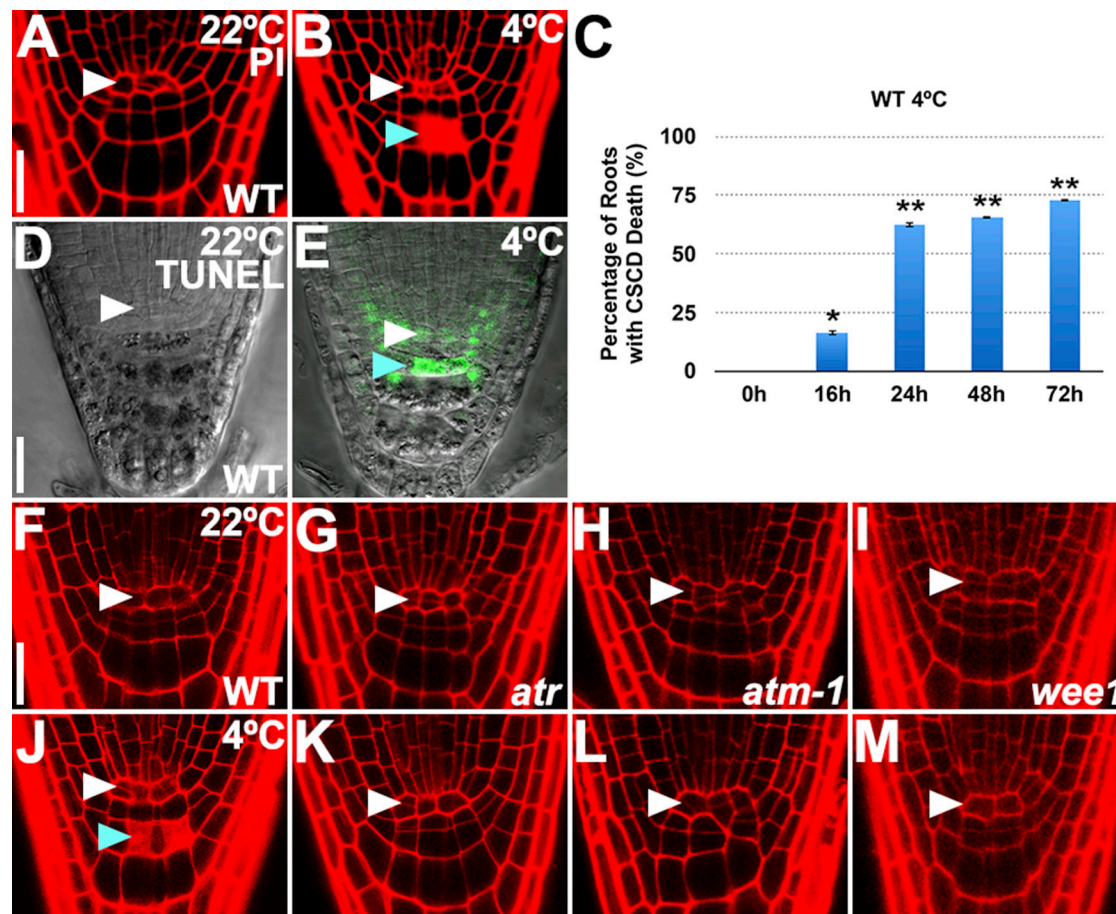 A
22ºC
PI
WT
B
4ºC
C
WT 4ºC
Percentage of Roots
with CSCD Death (%)
100
75
50
25
0
*
**
**
**
0h
16h
24h
48h
72h
D
22ºC
TUNEL
WT
E
4ºC
F
22ºC
WT
G
atr
H
atm-1
I
wee1
J
4ºC
K
L
M